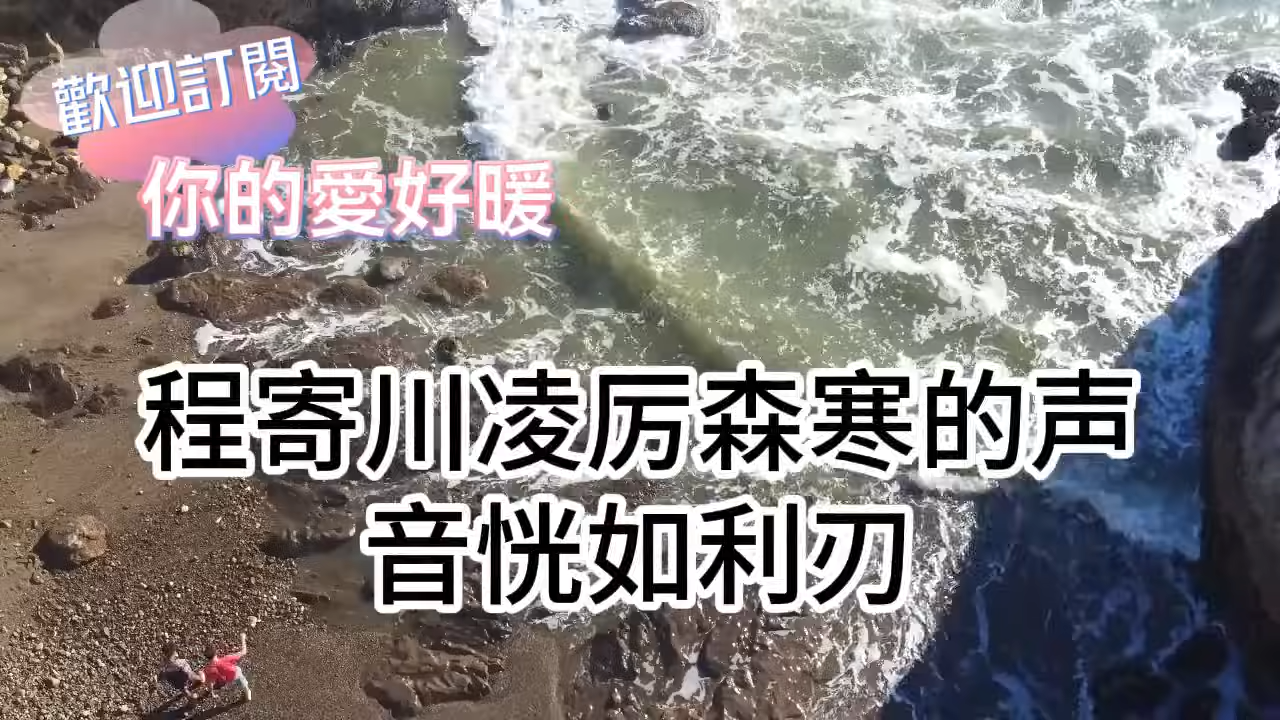 歡迎訂閱
你的愛好暖
程寄川凌厉森寒的声
音恍如利刃